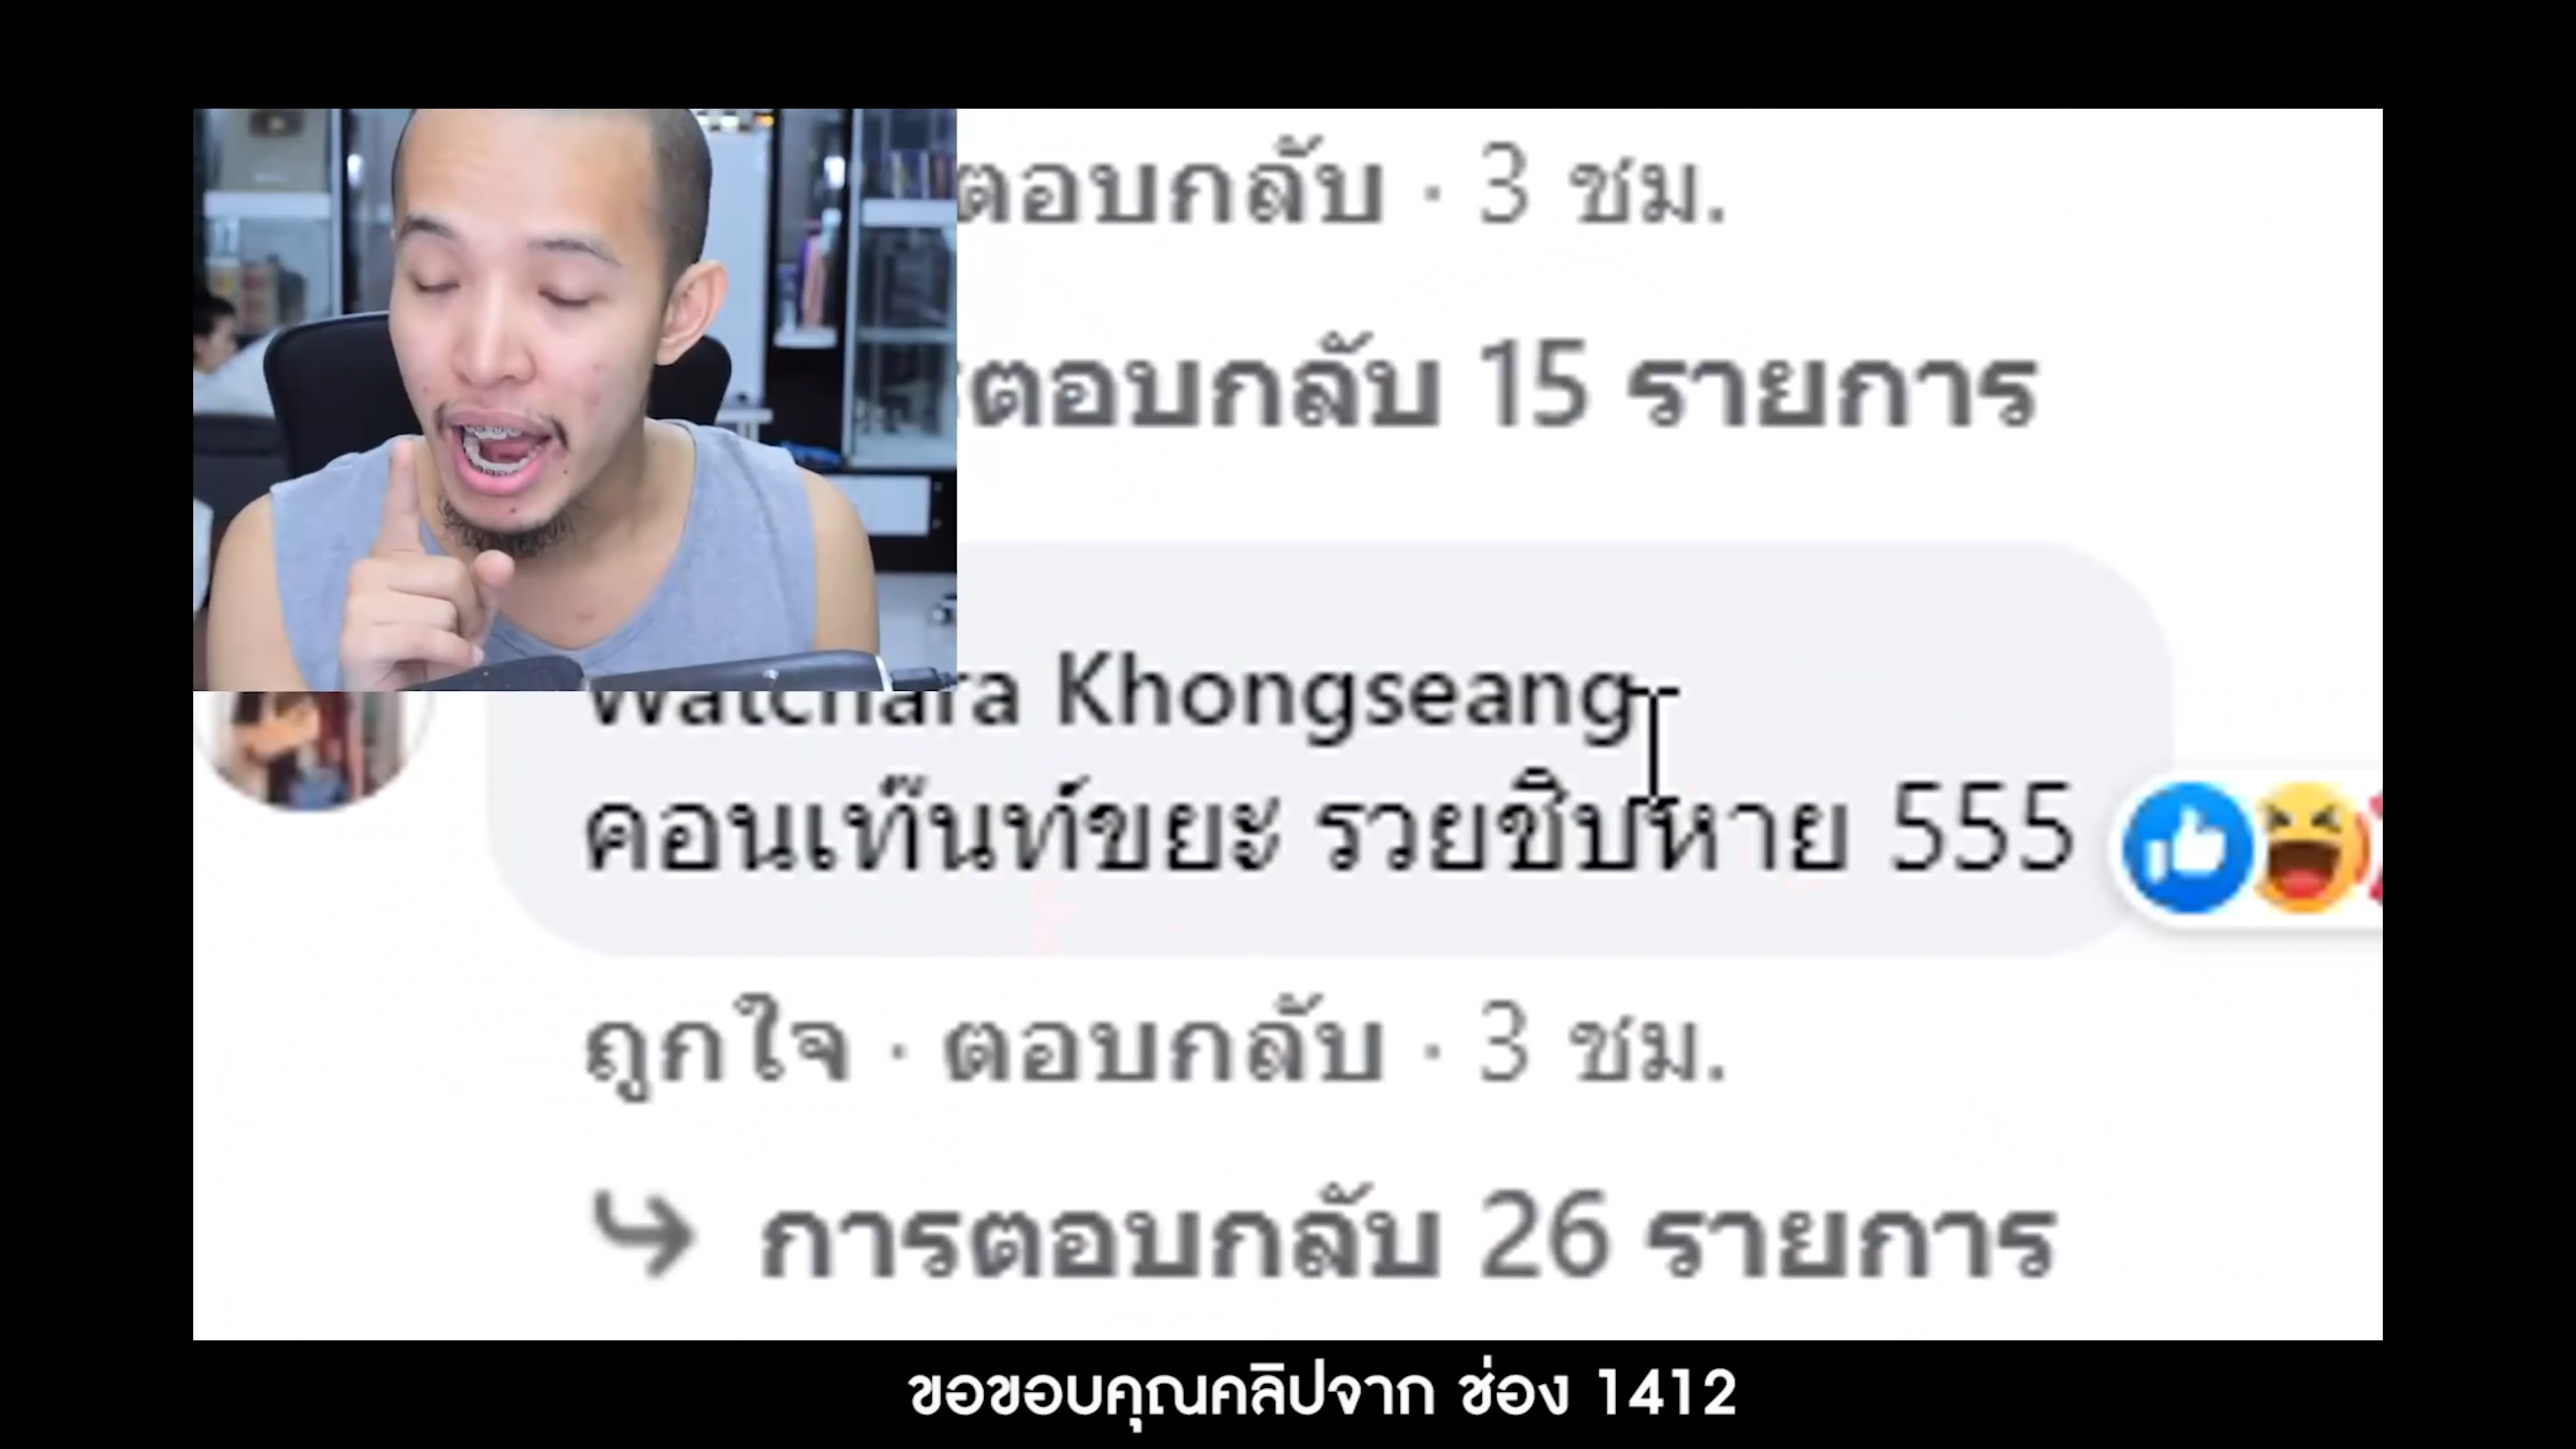 ตอบกลับ · 3 ชม.
การตอบกลับ 15 รายการ
Watchara Khongseang
คอนเท๊นท์ขยะ รวยชิบหาย 555
ถูกใจ · ตอบกลับ · 3 ชม.
การตอบกลับ 26 รายการ
ขอขอบคุณคลิปจาก ช่อง 1412